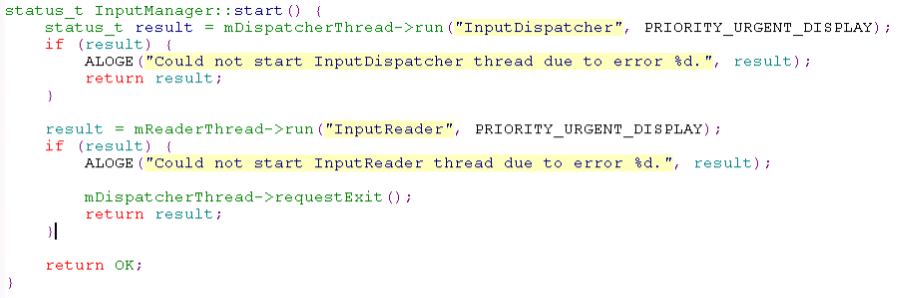 status_t InputManager::start() {
    status_t result = mDispatcherThread->run("InputDispatcher", PRIORITY_URGENT_DISPLAY);
    if (result) {
        ALOGE("Could not start InputDispatcher thread due to error %d.", result);
        return result;
    }

    result = mReaderThread->run("InputReader", PRIORITY_URGENT_DISPLAY);
    if (result) {
        ALOGE("Could not start InputReader thread due to error %d.", result);

        mDispatcherThread->requestExit();
        return result;
    }

    return OK;
}